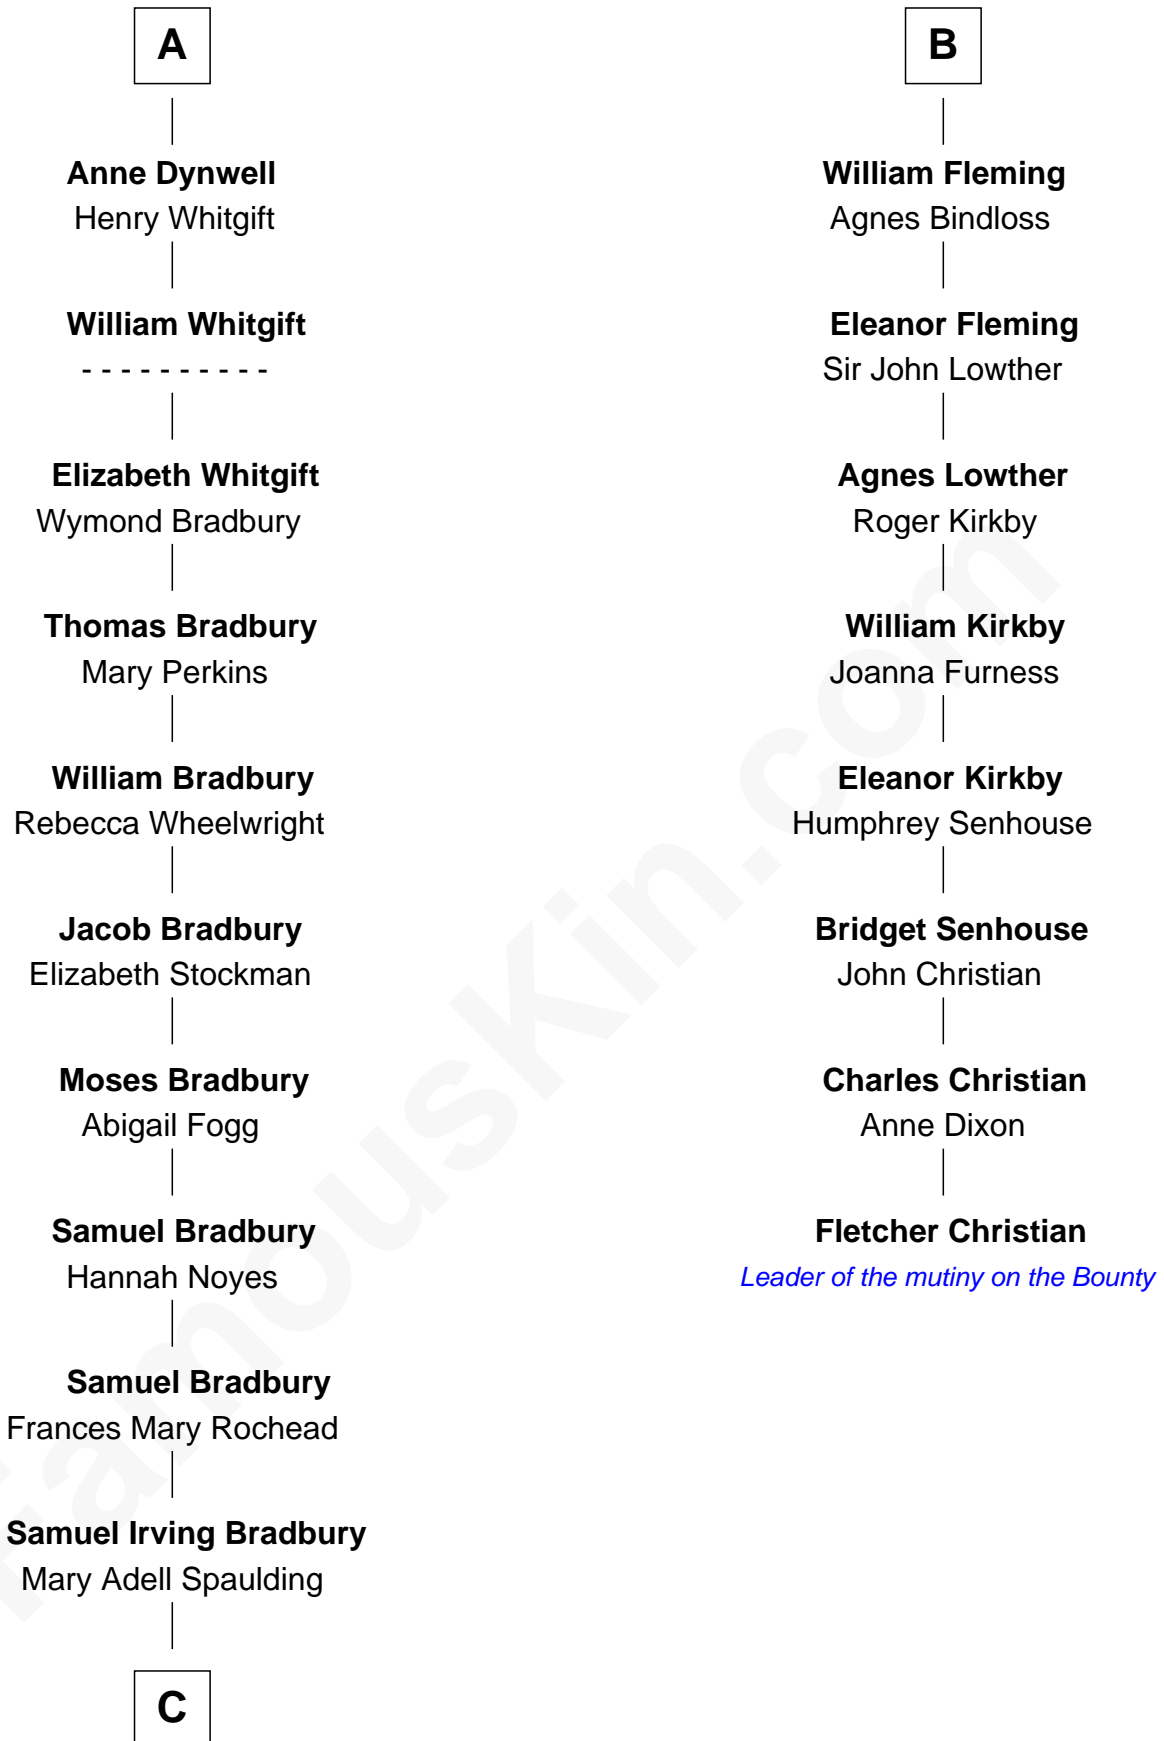 A
Anne Dynwell
Henry Whitgift
William Whitgift
- - - - - - - - - -
Elizabeth Whitgift
Wymond Bradbury
Thomas Bradbury
Mary Perkins
William Bradbury
Rebecca Wheelwright
Jacob Bradbury
Elizabeth Stockman
Moses Bradbury
Abigail Fogg
Samuel Bradbury
Hannah Noyes
Samuel Bradbury
Frances Mary Rochead
Samuel Irving Bradbury
Mary Adell Spaulding
C
B
William Fleming
Agnes Bindloss
Eleanor Fleming
Sir John Lowther
Agnes Lowther
Roger Kirkby
William Kirkby
Joanna Furness
Eleanor Kirkby
Humphrey Senhouse
Bridget Senhouse
John Christian
Charles Christian
Anne Dixon
Fletcher Christian
Leader of the mutiny on the Bounty
FamousKin.com